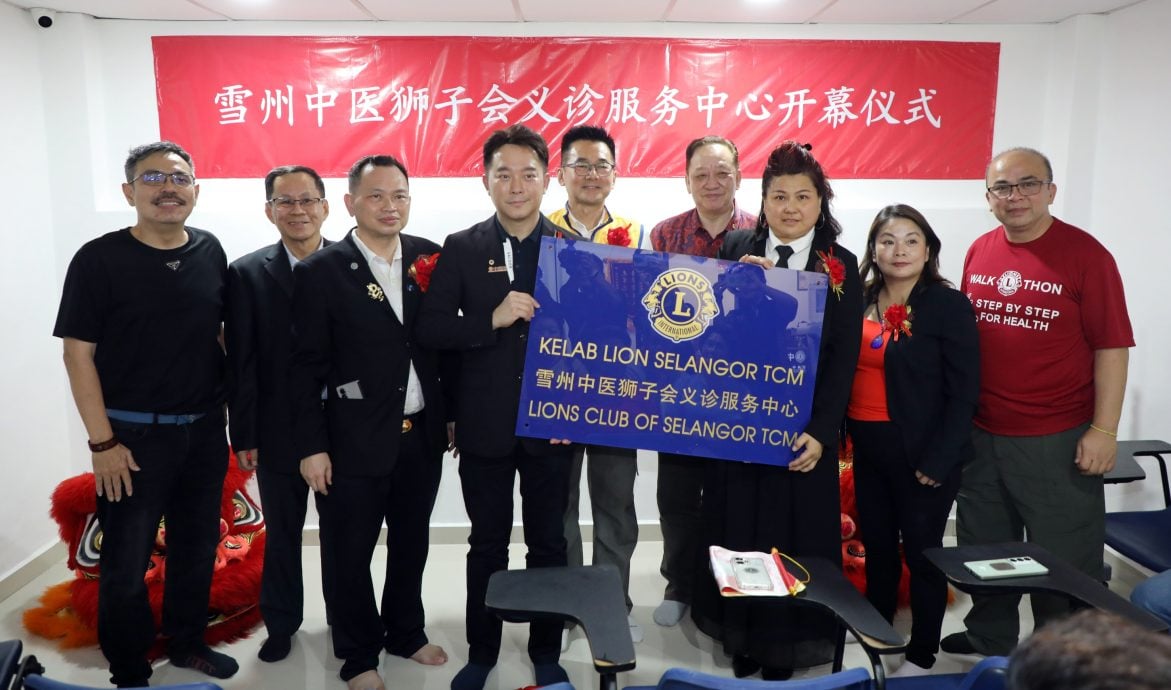 雪州中医狮子会义诊服务中心开幕仪式
LIONS
L
INTERNATIONAL
KELAB LION SELANGOR TCM
雪州中医狮子会义诊服务中心
LIONS CLUB OF SELANGOR TCM
WALK THON
STEP BY STEP
FOR HEALTH